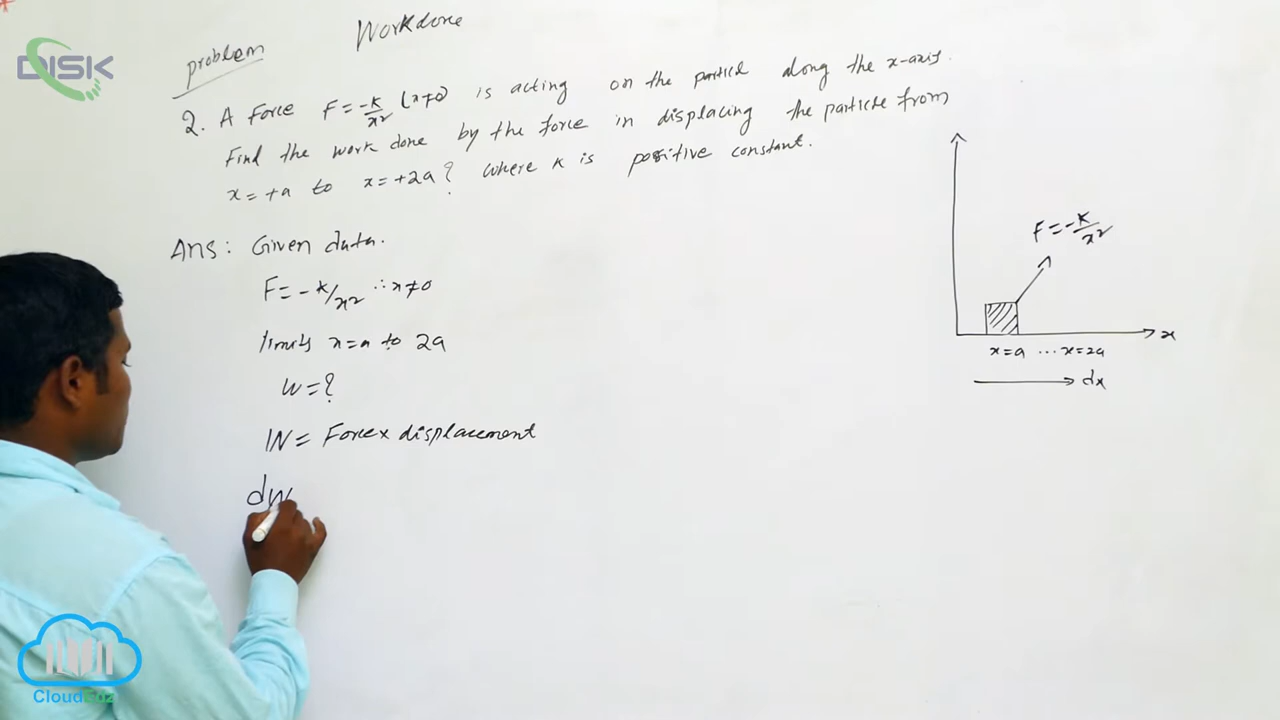 DISK
problem
Workdone
2. A Force F = -K/x² (x≠0) is acting on the particle along the x-axis.
Find the work done by the force in displacing the particle from
x = +a to x = +2a? where K is positive constant.
Ans: Given data.
F = -K/x² ∴ x≠0
limits x=a to 2a
W = ?
W = Force x displacement
dW
F = -K/x²
x
x=a ... x=2a
dx
CloudEdz